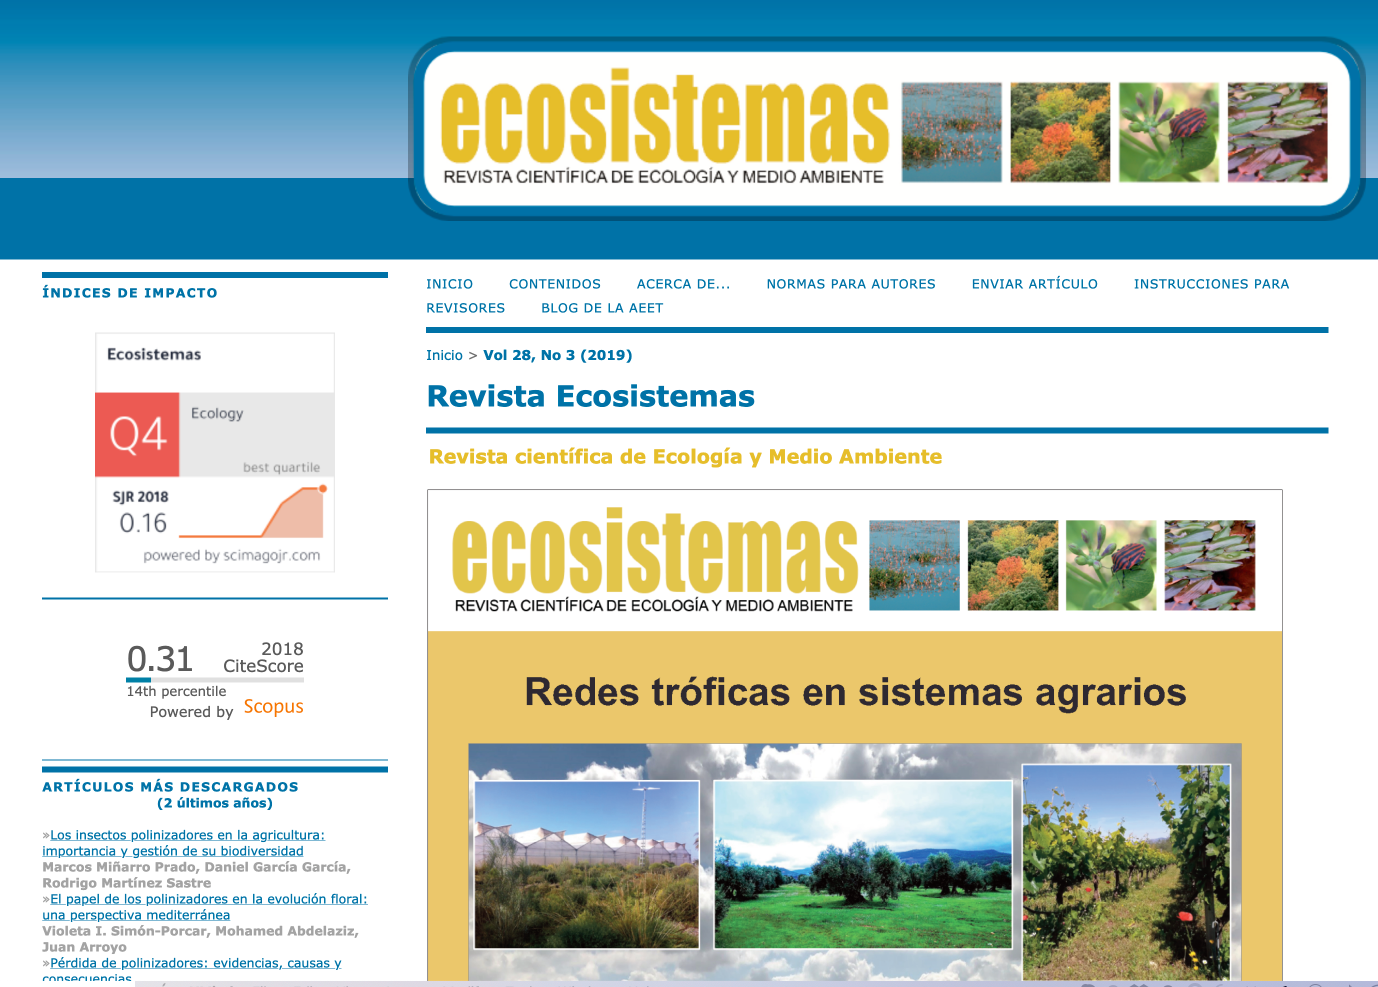 ecosistemas
REVISTA CIENTÍFICA DE ECOLOGÍA Y MEDIO AMBIENTE
ÍNDICES DE IMPACTO
Ecosistemas
Q4
Ecology
best quartile
SJR 2018
0.16
powered by scimagojr.com
0.31
2018
CiteScore
14th percentile
Powered by Scopus
ARTÍCULOS MÁS DESCARGADOS
(2 últimos años)
»Los insectos polinizadores en la agricultura:
importancia y gestión de su biodiversidad
Marcos Miñarro Prado, Daniel García García,
Rodrigo Martínez Sastre
»El papel de los polinizadores en la evolución floral:
una perspectiva mediterránea
Violeta I. Simón-Porcar, Mohamed Abdelaziz,
Juan Arroyo
»Pérdida de polinizadores: evidencias, causas y
consecuencias
INICIO CONTENIDOS ACERCA DE... NORMAS PARA AUTORES ENVIAR ARTÍCULO INSTRUCCIONES PARA
REVISORES BLOG DE LA AEET
Inicio > Vol 28, No 3 (2019)
Revista Ecosistemas
Revista científica de Ecología y Medio Ambiente
ecosistemas
REVISTA CIENTÍFICA DE ECOLOGÍA Y MEDIO AMBIENTE
Redes tróficas en sistemas agrarios